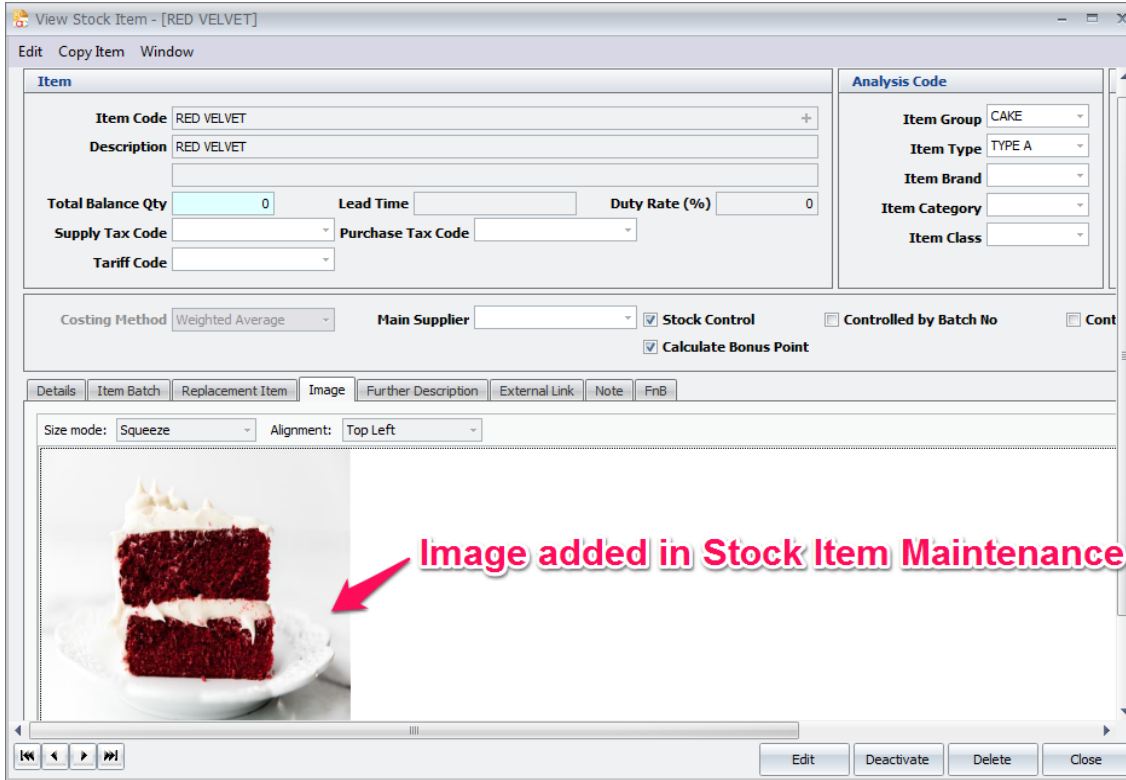 View Stock Item - [RED VELVET]
Edit Copy Item Window
Item
Analysis Code
Item Code RED VELVET
Item Group CAKE
Description RED VELVET
Item Type TYPE A
Item Brand
Total Balance Qty 0 Lead Time Duty Rate (%) 0
Item Category
Supply Tax Code Purchase Tax Code
Item Class
Tariff Code
Costing Method Weighted Average Main Supplier Stock Control Controlled by Batch No Cont
Calculate Bonus Point
Details Item Batch Replacement Item Image Further Description External Link Note FnB
Size mode: Squeeze Alignment: Top Left
Image added in Stock Item Maintenance
Edit Deactivate Delete Close